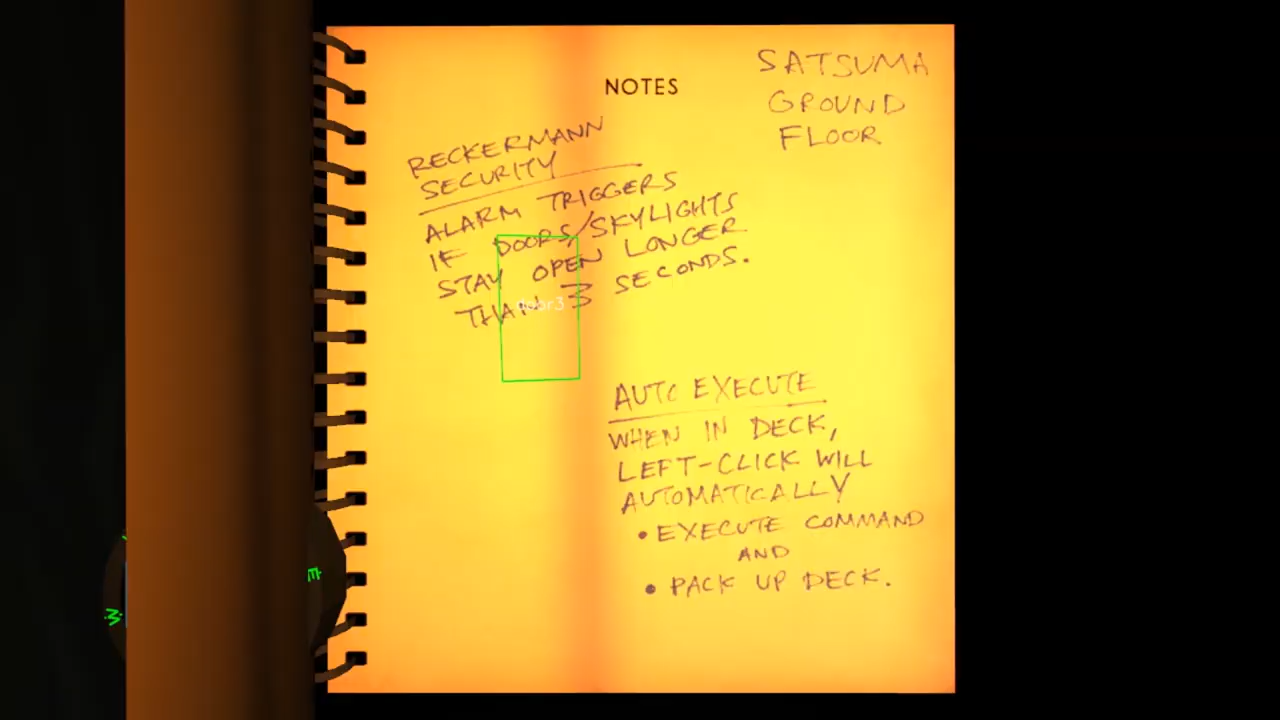 NOTES
SATSUMA
GROUND
FLOOR
RECKERMANN
SECURITY
ALARM TRIGGERS
IF DOORS/SKYLIGHTS
STAY OPEN LONGER
THAN 3 SECONDS.
door3
AUTO EXECUTE
WHEN IN DECK,
LEFT-CLICK WILL
AUTOMATICALLY
• EXECUTE COMMAND
AND
• PACK UP DECK.
W
E